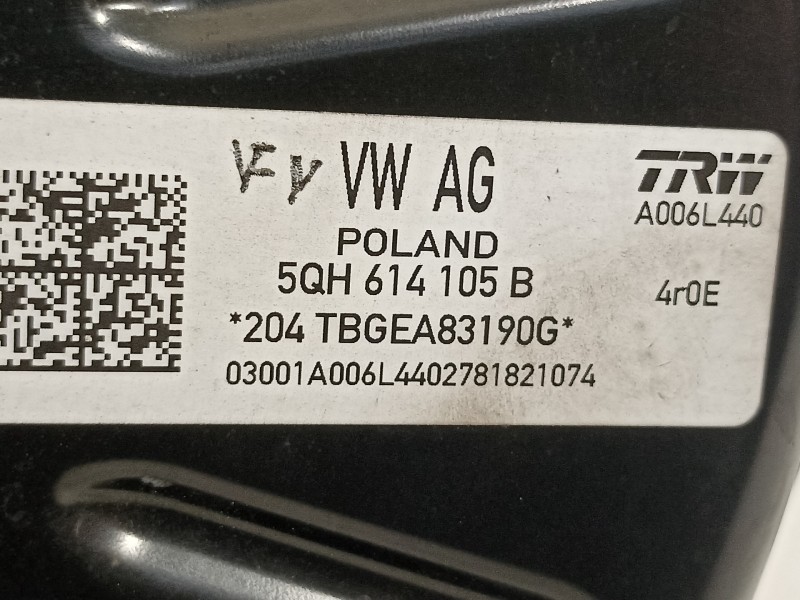 VW AG
TRW
A006L440
POLAND
5QH 614 105 B
4r0E
*204 TBGEA83190G*
03001A006L4402781821074